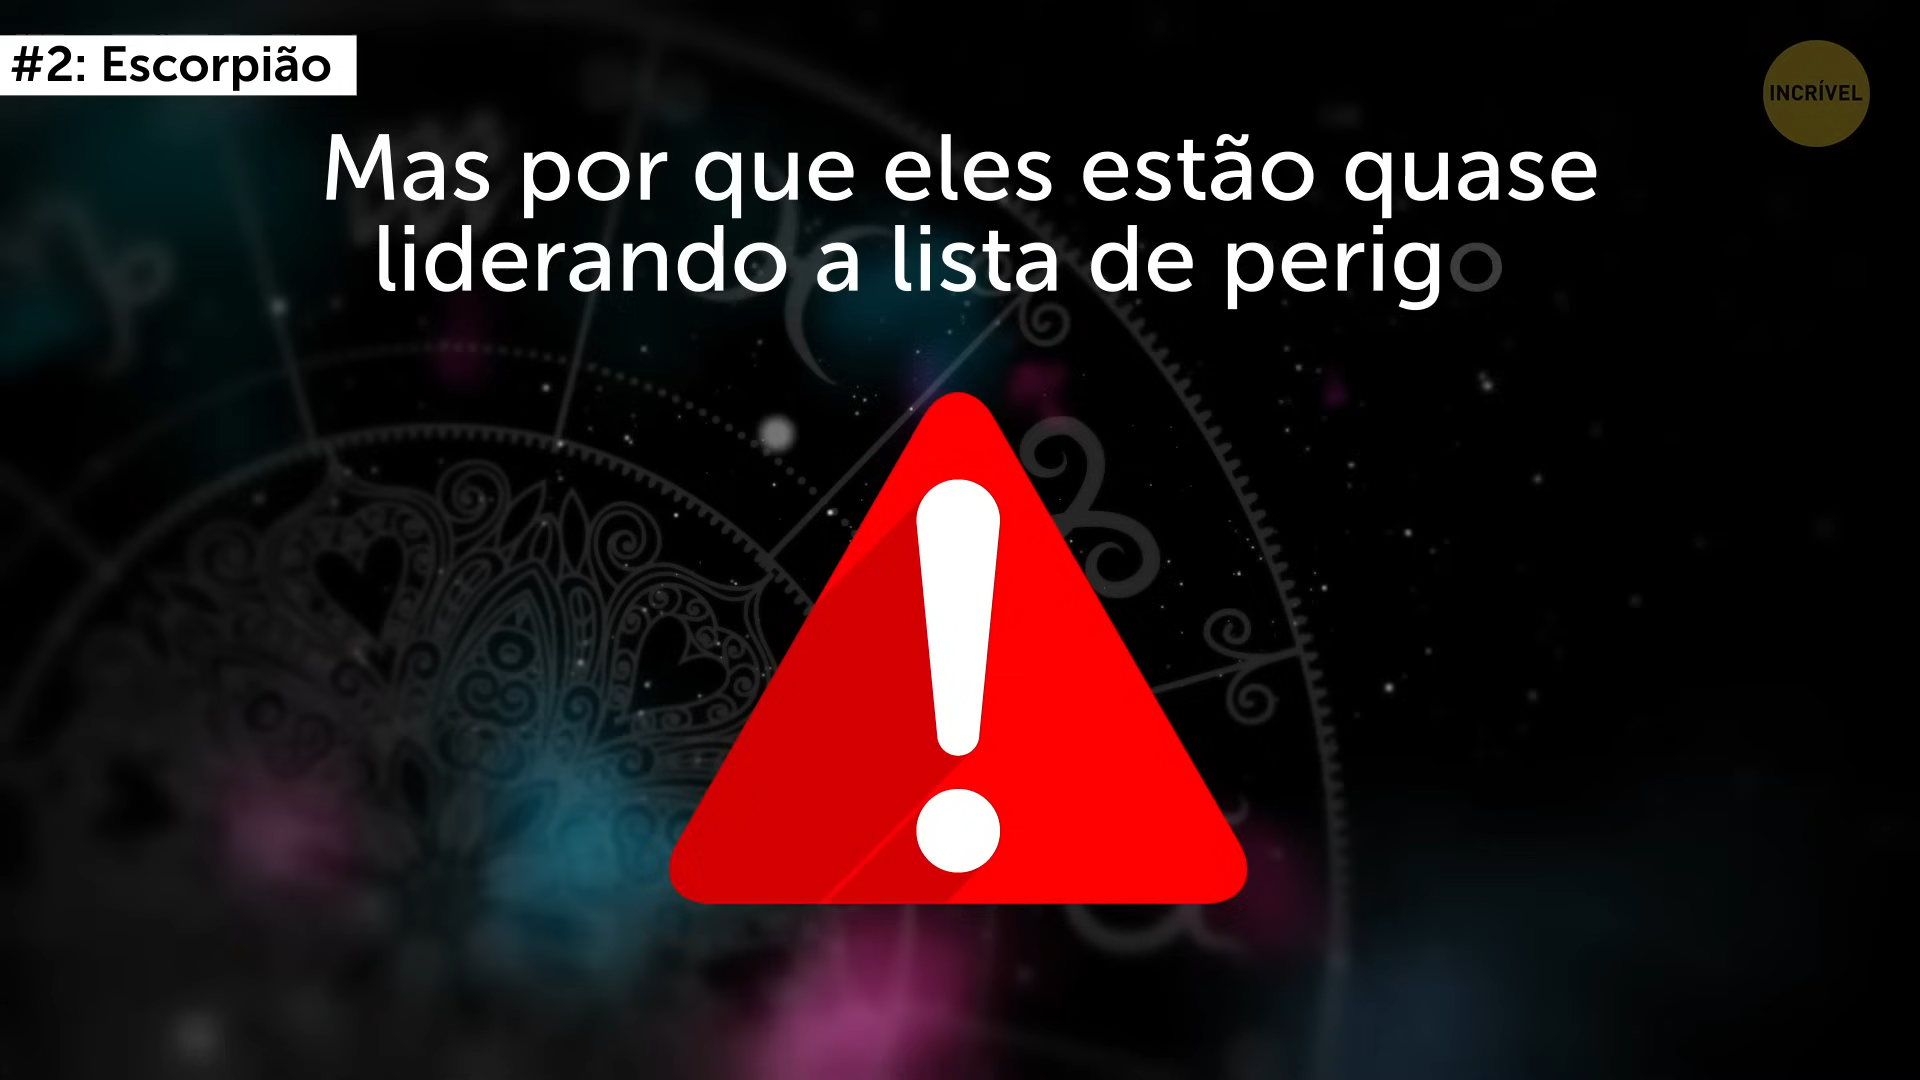 #2: Escorpião
INCRÍVEL
Mas por que eles estão quase
liderando a lista de perigo